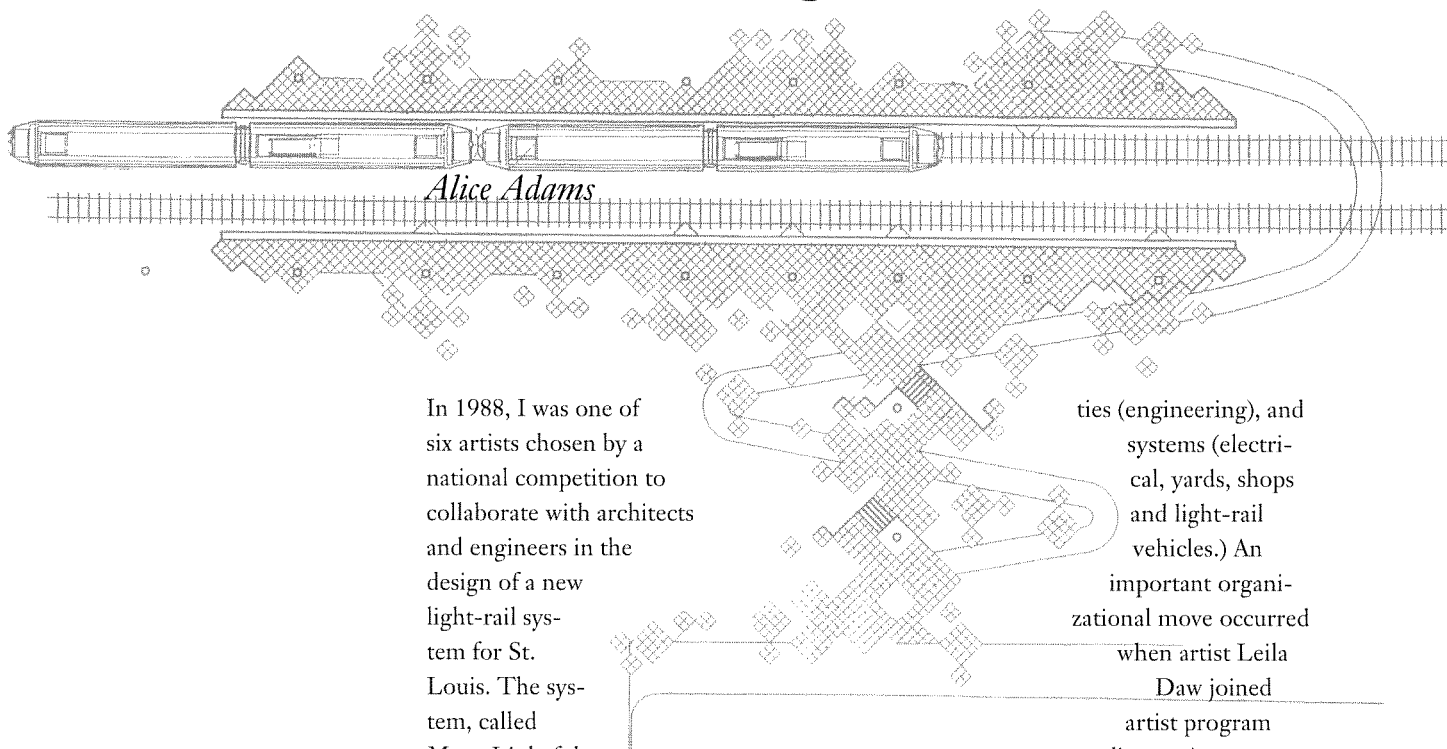 Alice Adams
In 1988, I was one of
six artists chosen by a
national competition to
collaborate with architects
and engineers in the
design of a new
light-rail sys-
tem for St.
Louis. The sys-
tem, called
ties (engineering), and
systems (electri-
cal, yards, shops
and light-rail
vehicles.) An
important organi-
zational move occurred
when artist Leila
Daw joined
artist program